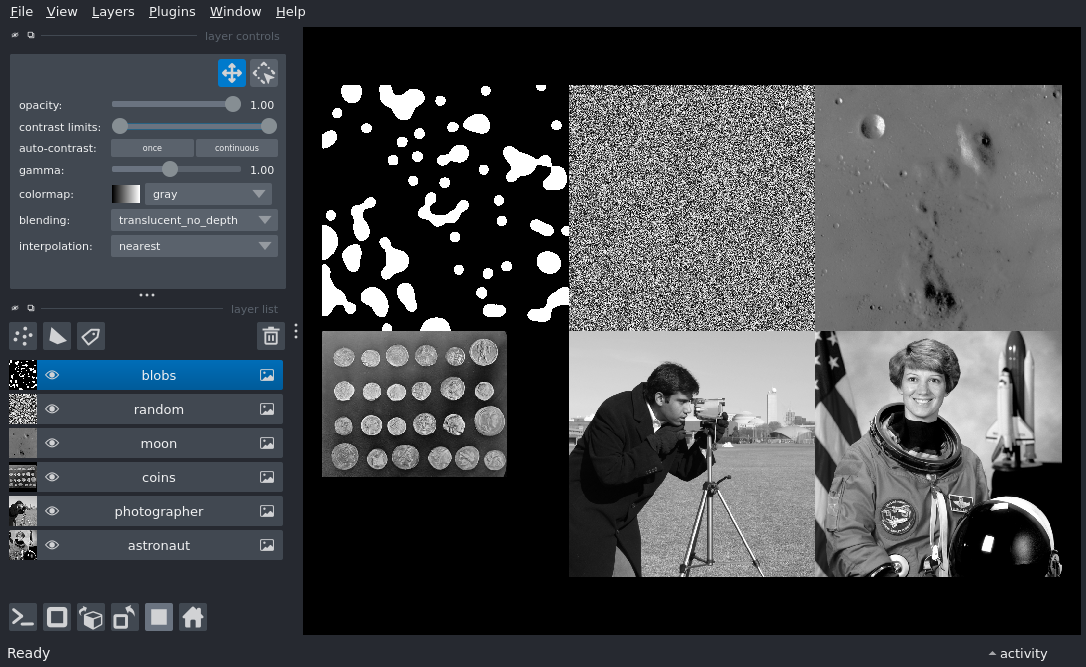 File View Layers Plugins Window Help
layer controls
opacity: 1.00
contrast limits:
auto-contrast: once continuous
gamma: 1.00
colormap: gray
blending: translucent_no_depth
interpolation: nearest
layer list
blobs
random
moon
coins
photographer
astronaut
Ready
activity